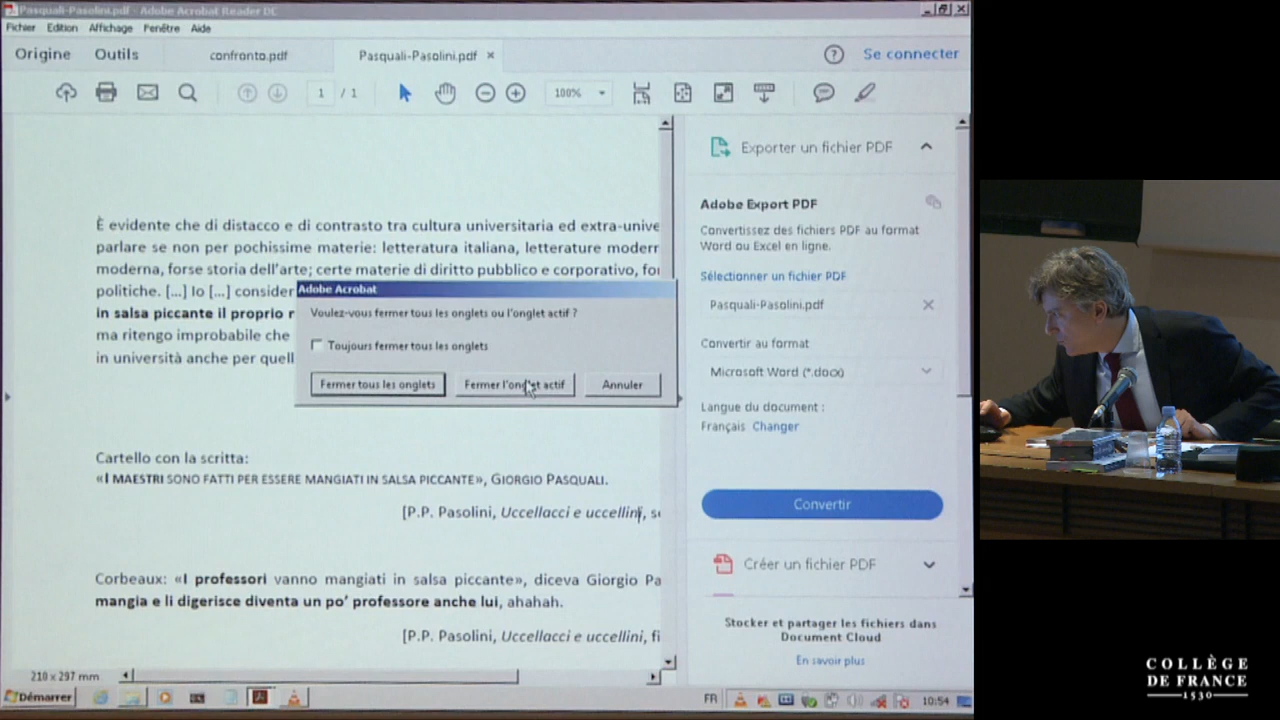 Pasquali-Pasolini.pdf - Adobe Acrobat Reader DC
Fichier Edition Affichage Fenêtre Aide
Origine Outils confronto.pdf Pasquali-Pasolini.pdf × ? Se connecter
1 / 1 100%
È evidente che di distacco e di contrasto tra cultura universitaria ed extra-unive
parlare se non per pochissime materie: letteratura italiana, letterature modern
moderna, forse storia dell'arte; certe materie di diritto pubblico e corporativo, for
politiche. [...] Io [...] consider
in salsa piccante il proprio r
ma ritengo improbabile che
in università anche per quell
Adobe Acrobat
Voulez-vous fermer tous les onglets ou l'onglet actif ?
Toujours fermer tous les onglets
Fermer tous les onglets Fermer l'onglet actif Annuler
Cartello con la scritta:
«I MAESTRI SONO FATTI PER ESSERE MANGIATI IN SALSA PICCANTE», GIORGIO PASQUALI.
[P.P. Pasolini, Uccellacci e uccellini, s
Corbeaux: «I professori vanno mangiati in salsa piccante», diceva Giorgio Pa
mangia e li digerisce diventa un po' professore anche lui, ahahah.
[P.P. Pasolini, Uccellacci e uccellini, fi
210 x 297 mm
Exporter un fichier PDF
Adobe Export PDF
Convertissez des fichiers PDF au format
Word ou Excel en ligne.
Sélectionner un fichier PDF
Pasquali-Pasolini.pdf
Convertir au format
Microsoft Word (*.docx)
Langue du document :
Français Changer
Convertir
Créer un fichier PDF
Stocker et partager les fichiers dans
Document Cloud
En savoir plus
Démarrer FR 10:54
COLLÈGE
DE FRANCE
1530